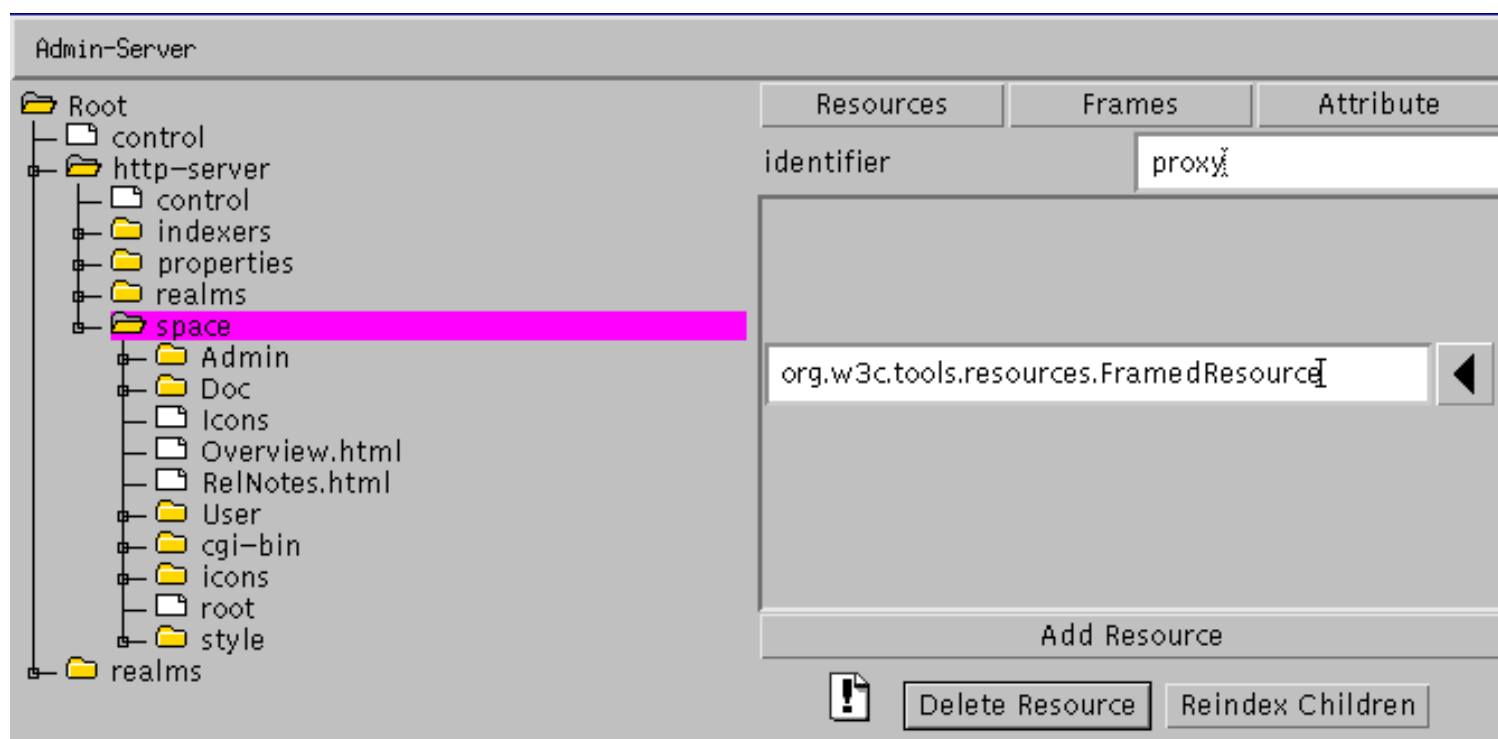 Admin-Server
Root
control
http-server
control
indexers
properties
realms
space
Admin
Doc
Icons
Overview.html
RelNotes.html
User
cgi-bin
icons
root
style
realms
Resources Frames Attribute
identifier proxy
org.w3c.tools.resources.FramedResource
Add Resource
Delete Resource Reindex Children